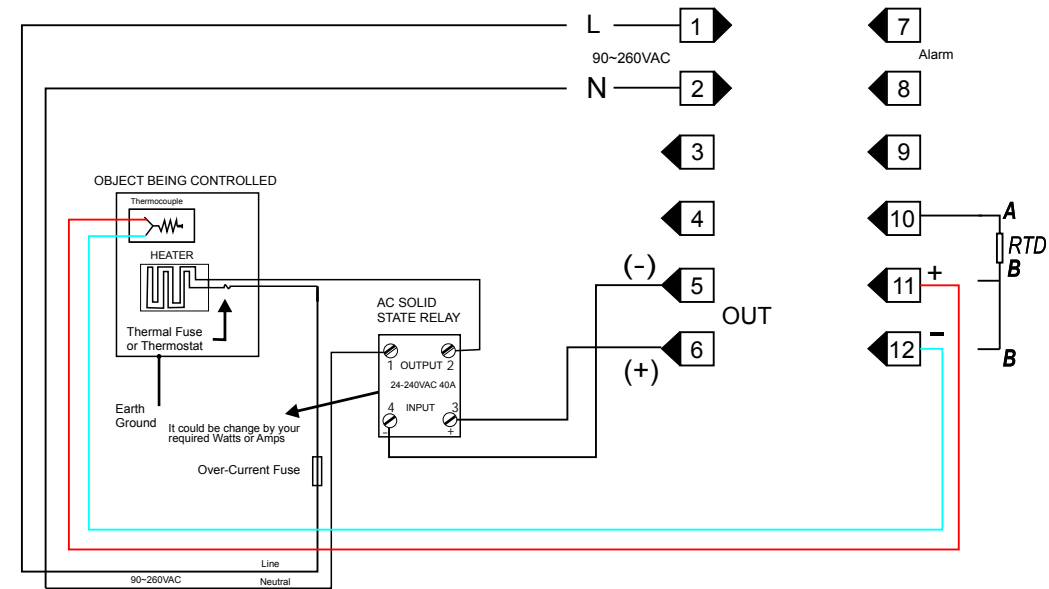 L
1
7
90~260VAC
Alarm
N
2
8
3
9
OBJECT BEING CONTROLLED
Thermocouple
4
10
A
RTD
B
HEATER
(-)
5
11
+
AC SOLID
STATE RELAY
OUT
Thermal Fuse
or Thermostat
6
12
-
B
(+)
1 OUTPUT 2
24-240VAC 40A
4 INPUT 3
- +
Earth
Ground
It could be change by your
required Watts or Amps
Over-Current Fuse
Line
90~260VAC
Neutral